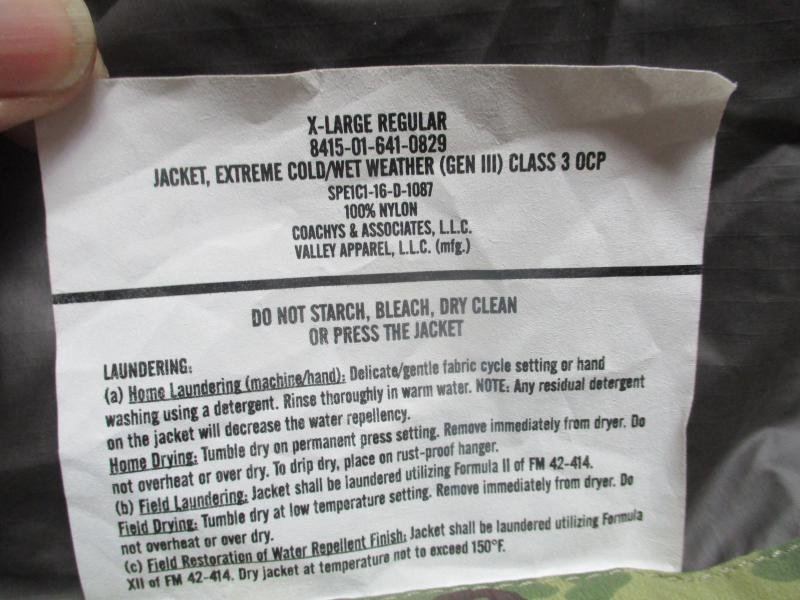 X-LARGE REGULAR
8415-01-641-0829
JACKET, EXTREME COLD/WET WEATHER (GEN III) CLASS 3 OCP
SPE1C1-16-D-1087
100% NYLON
COACHYS & ASSOCIATES, L.L.C.
VALLEY APPAREL, L.L.C. (mfg.)
DO NOT STARCH, BLEACH, DRY CLEAN
OR PRESS THE JACKET
LAUNDERING:
(a) Home Laundering (machine/hand): Delicate/gentle fabric cycle setting or hand
washing using a detergent. Rinse thoroughly in warm water. NOTE: Any residual detergent
on the jacket will decrease the water repellency.
Home Drying: Tumble dry on permanent press setting. Remove immediately from dryer. Do
not overheat or over dry. To drip dry, place on rust-proof hanger.
(b) Field Laundering: Jacket shall be laundered utilizing Formula II of FM 42-414.
Field Drying: Tumble dry at low temperature setting. Remove immediately from dryer. Do
not overheat or over dry.
(c) Field Restoration of Water Repellent Finish: Jacket shall be laundered utilizing Formula
XII of FM 42-414. Dry jacket at temperature not to exceed 150°F.